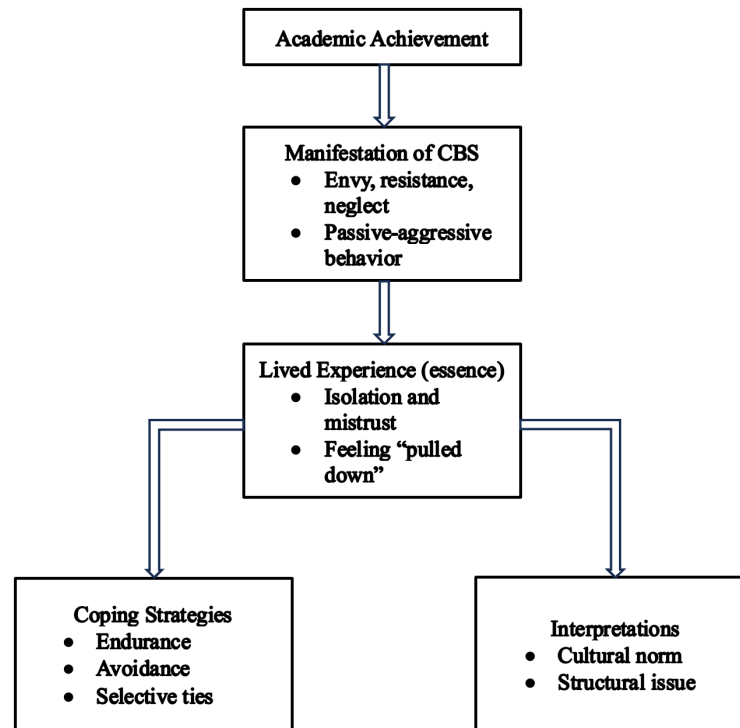 Academic Achievement
Manifestation of CBS
● Envy, resistance,
neglect
● Passive-aggressive
behavior
Lived Experience (essence)
● Isolation and
mistrust
● Feeling “pulled
down”
Coping Strategies
● Endurance
● Avoidance
● Selective ties
Interpretations
● Cultural norm
● Structural issue